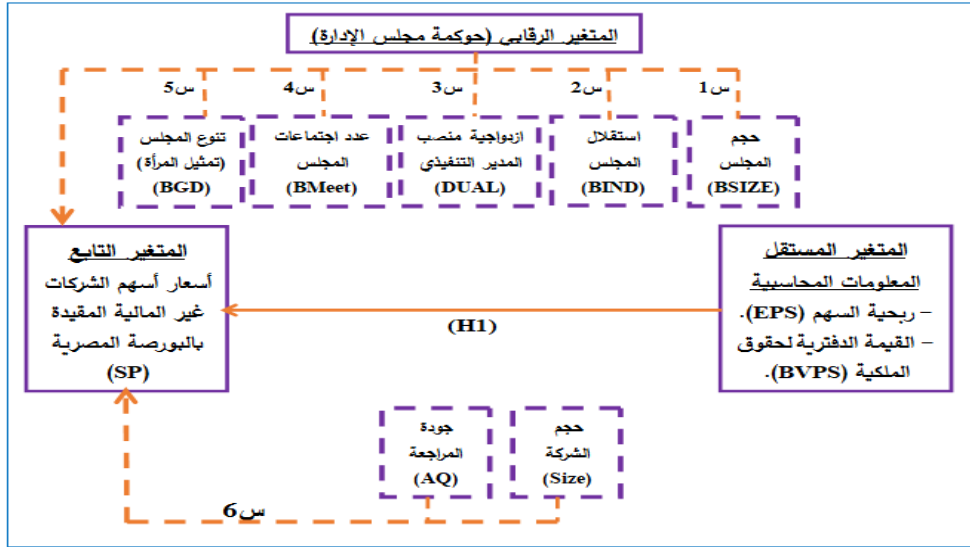 المتغير الرقابي (حوكمة مجلس الإدارة)
س1
س2
س3
س4
س5
حجم
المجلس
(BSIZE)
استقلال
المجلس
(BIND)
ازدواجية منصب
المدير التنفيذي
(DUAL)
عدد اجتماعات
المجلس
(BMeet)
تنوع المجلس
(تمثيل المرأة)
(BGD)
المتغير المستقل
المعلومات المحاسبية
– ربحية السهم (EPS).
– القيمة الدفترية لحقوق
الملكية (BVPS).
(H1)
المتغير التابع
أسعار أسهم الشركات
غير المالية المقيدة
بالبورصة المصرية
(SP)
حجم
الشركة
(Size)
جودة
المراجعة
(AQ)
س6